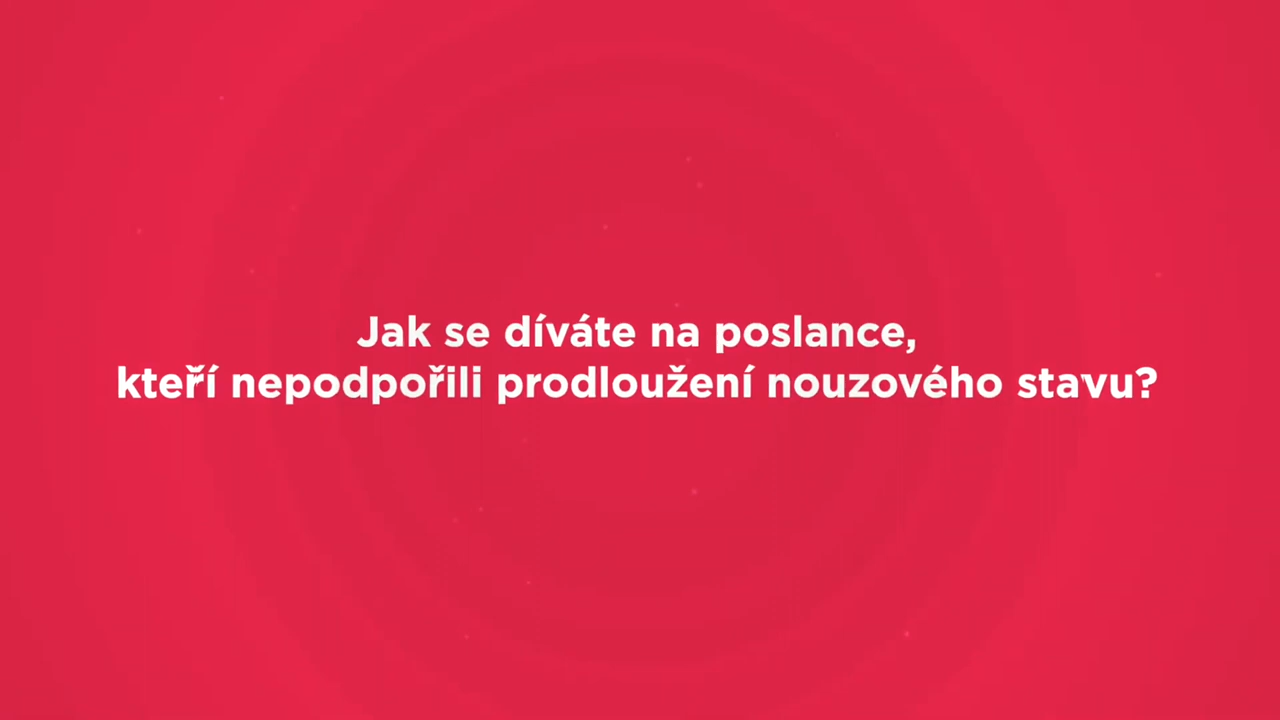 Jak se díváte na poslance,
kteří nepodpořili prodloužení nouzového stavu?